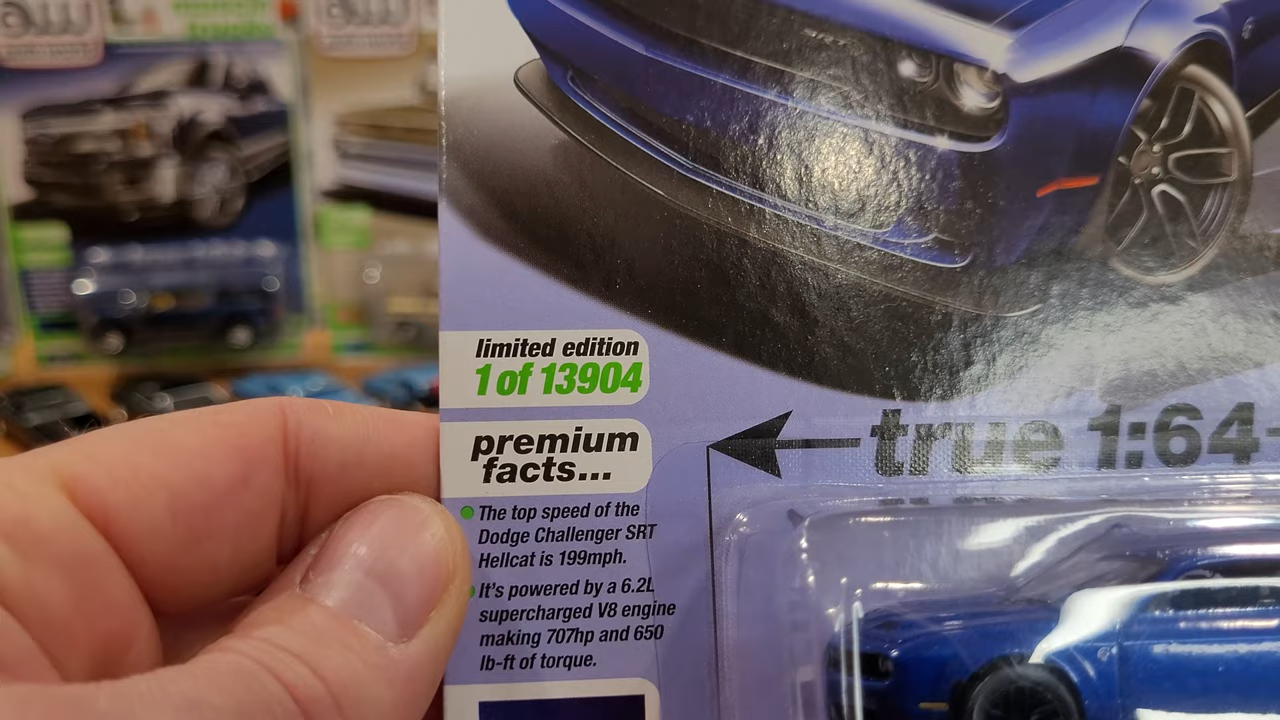 limited edition
1 of 13904
true 1:64
premium
facts...
The top speed of the
Dodge Challenger SRT
Hellcat is 199mph.
It's powered by a 6.2L
supercharged V8 engine
making 707hp and 650
lb-ft of torque.